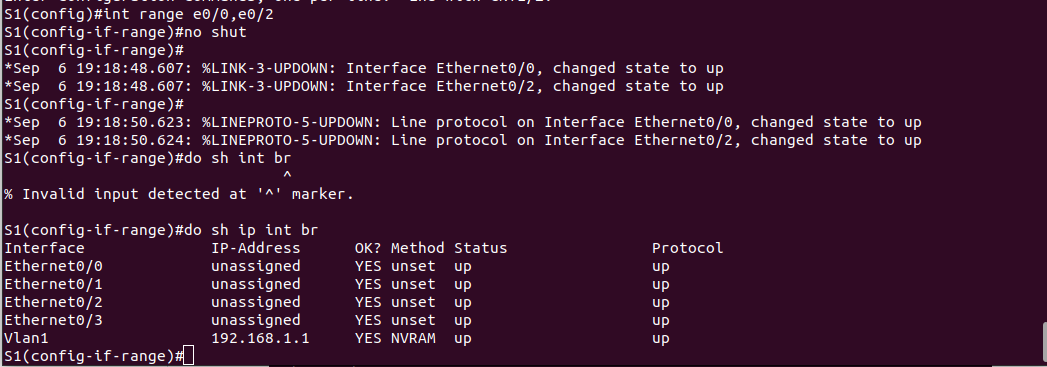 S1(config)#int range e0/0,e0/2
S1(config-if-range)#no shut
S1(config-if-range)#
*Sep  6 19:18:48.607: %LINK-3-UPDOWN: Interface Ethernet0/0, changed state to up
*Sep  6 19:18:48.607: %LINK-3-UPDOWN: Interface Ethernet0/2, changed state to up
S1(config-if-range)#
*Sep  6 19:18:50.623: %LINEPROTO-5-UPDOWN: Line protocol on Interface Ethernet0/0, changed state to up
*Sep  6 19:18:50.624: %LINEPROTO-5-UPDOWN: Line protocol on Interface Ethernet0/2, changed state to up
S1(config-if-range)#do sh int br
                               ^
% Invalid input detected at '^' marker.

S1(config-if-range)#do sh ip int br
Interface              IP-Address      OK? Method Status                Protocol
Ethernet0/0            unassigned      YES unset  up                    up
Ethernet0/1            unassigned      YES unset  up                    up
Ethernet0/2            unassigned      YES unset  up                    up
Ethernet0/3            unassigned      YES unset  up                    up
Vlan1                  192.168.1.1     YES NVRAM  up                    up
S1(config-if-range)#